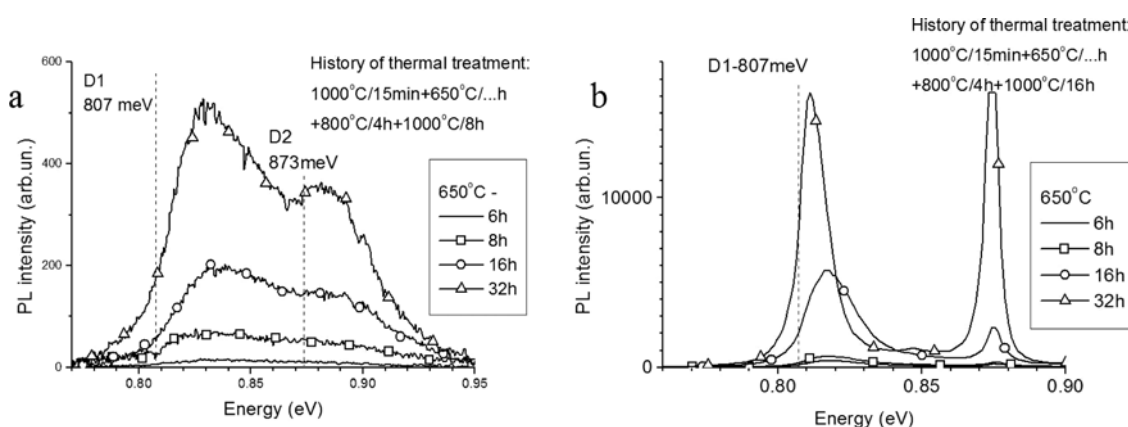 a
D1
807 meV
History of thermal treatment:
1000°C/15min+650°C/...h
+800°C/4h+1000°C/8h
D2
873meV
650°C -
6h
8h
16h
32h
PL intensity (arb.un.)
600
400
200
0
0.80
0.85
0.90
0.95
Energy (eV)
b
D1-807meV
History of thermal treatment:
1000°C/15min+650°C/...h
+800°C/4h+1000°C/16h
650°C
6h
8h
16h
32h
PL intensity (arb.un.)
10000
0
0.80
0.85
0.90
Energy (eV)